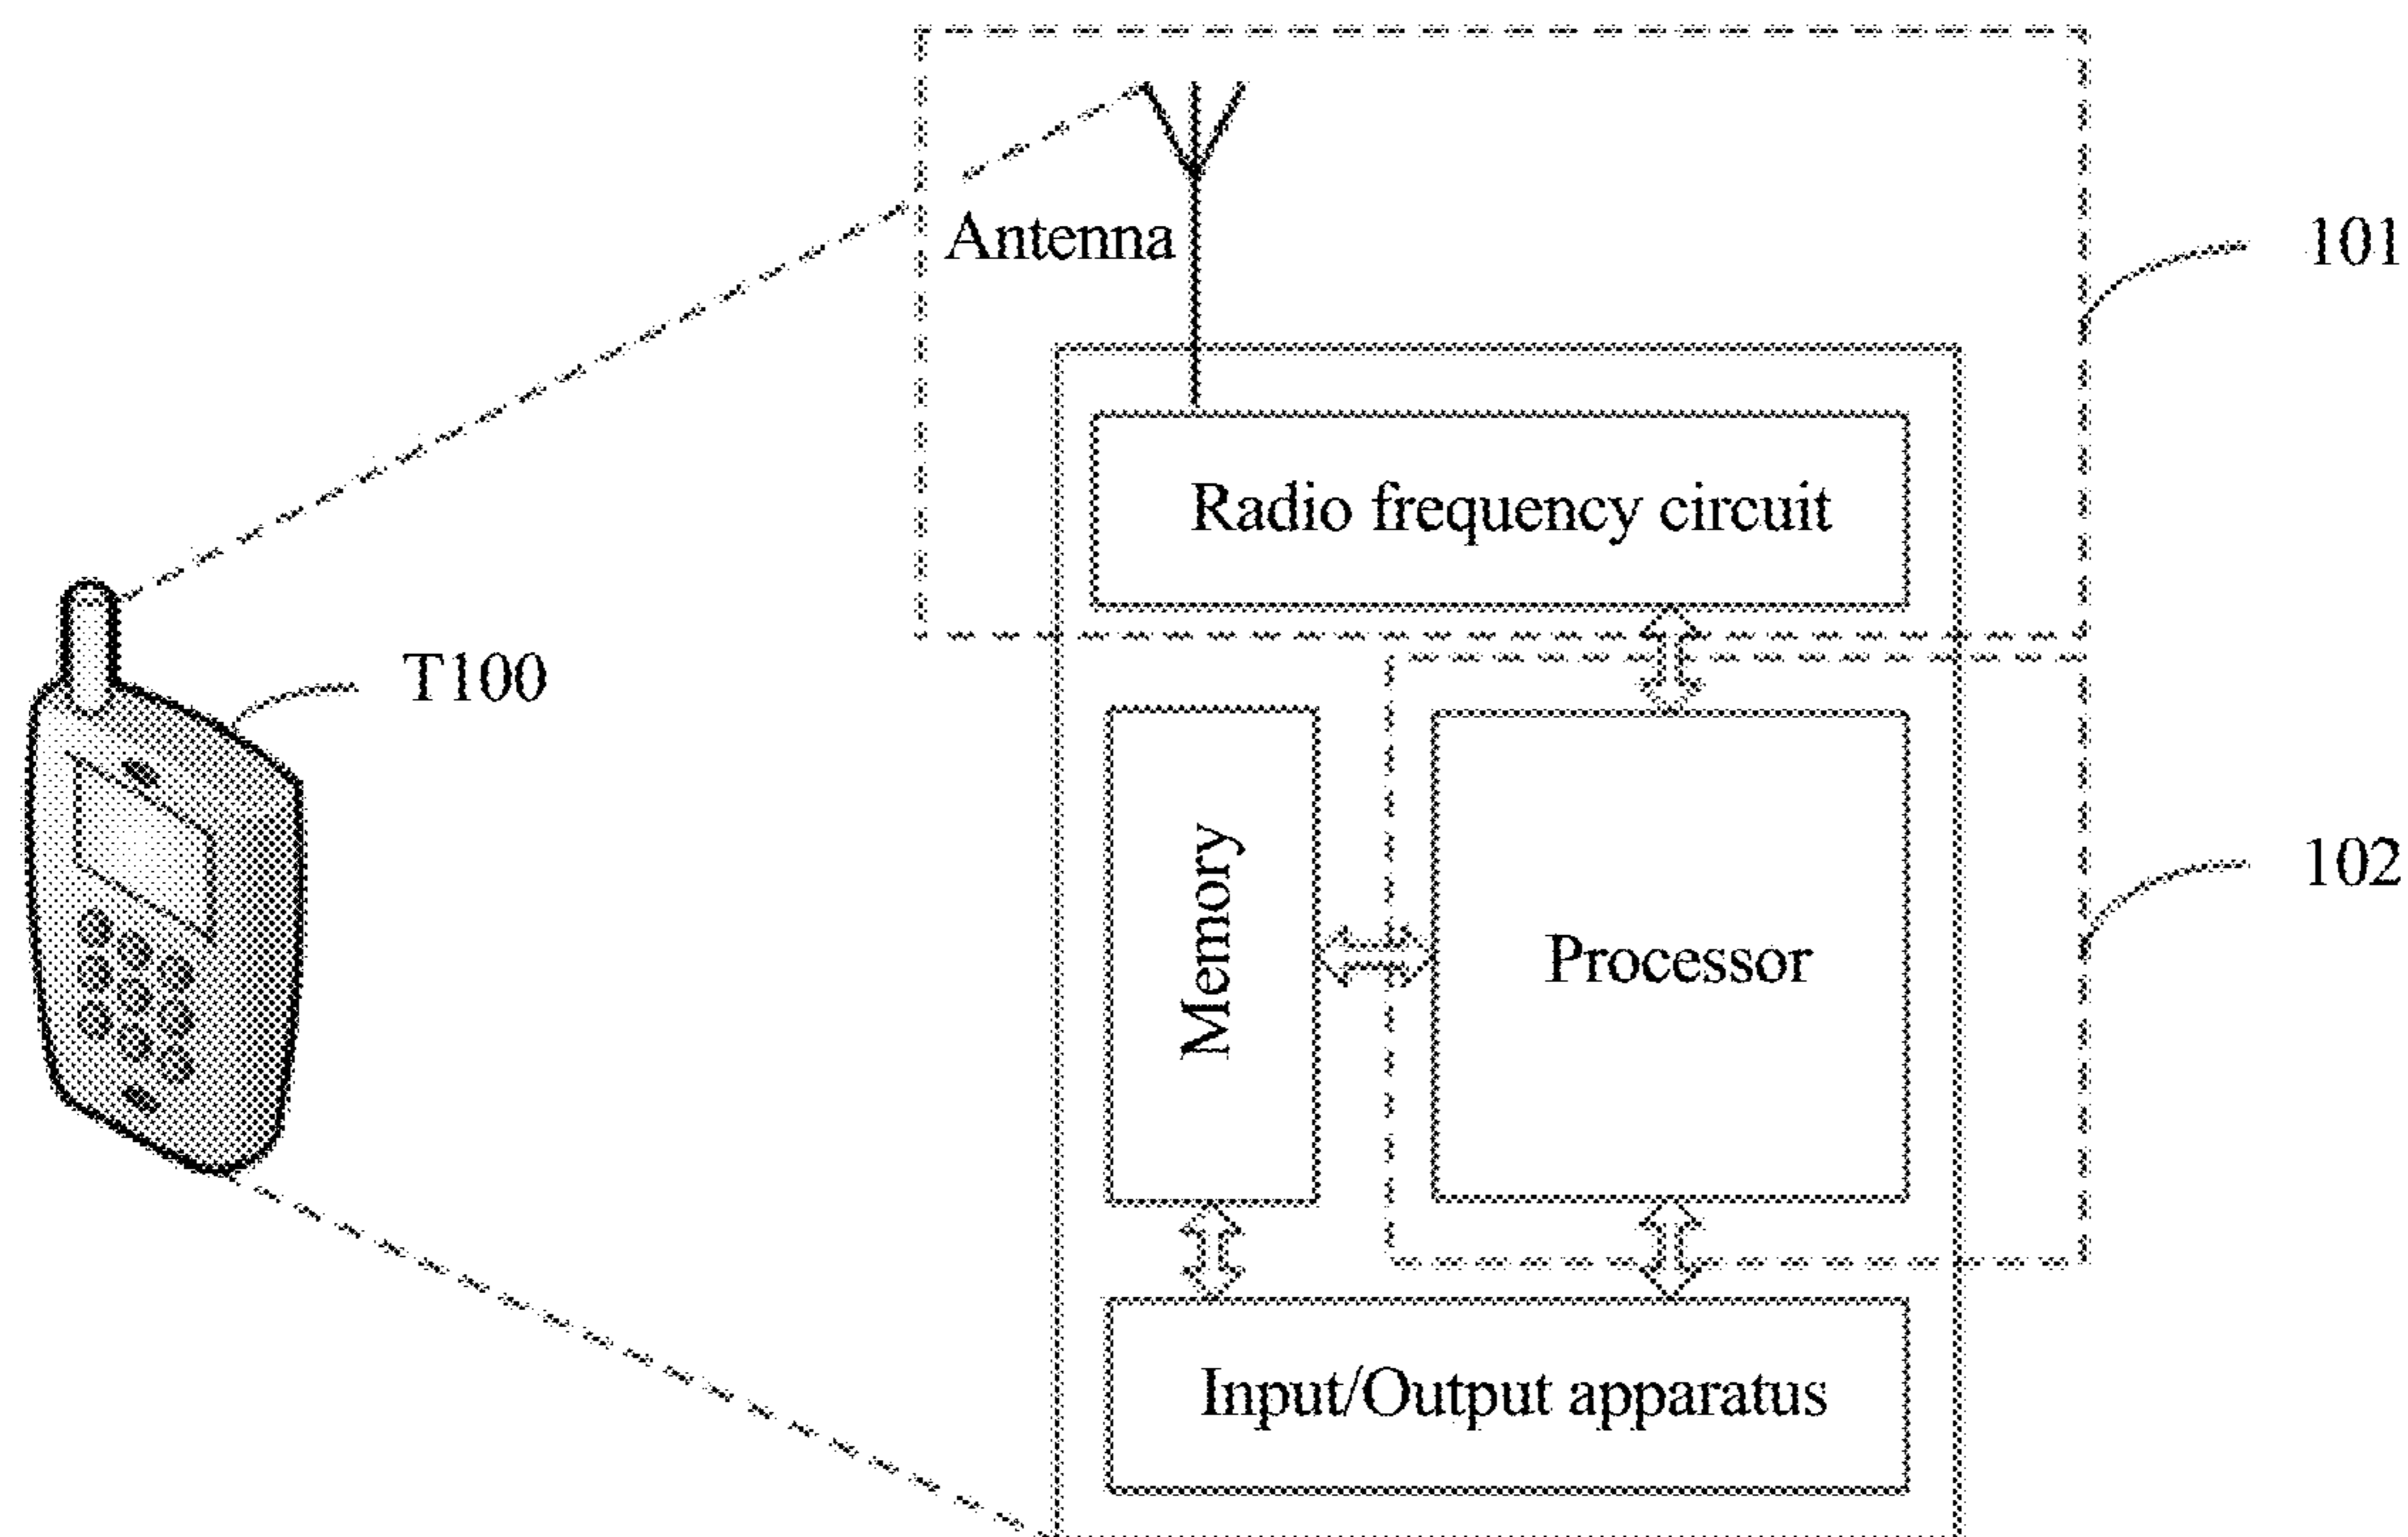 Antenna
101
Radio frequency circuit
T100
Memory
Processor
102
Input/Output apparatus